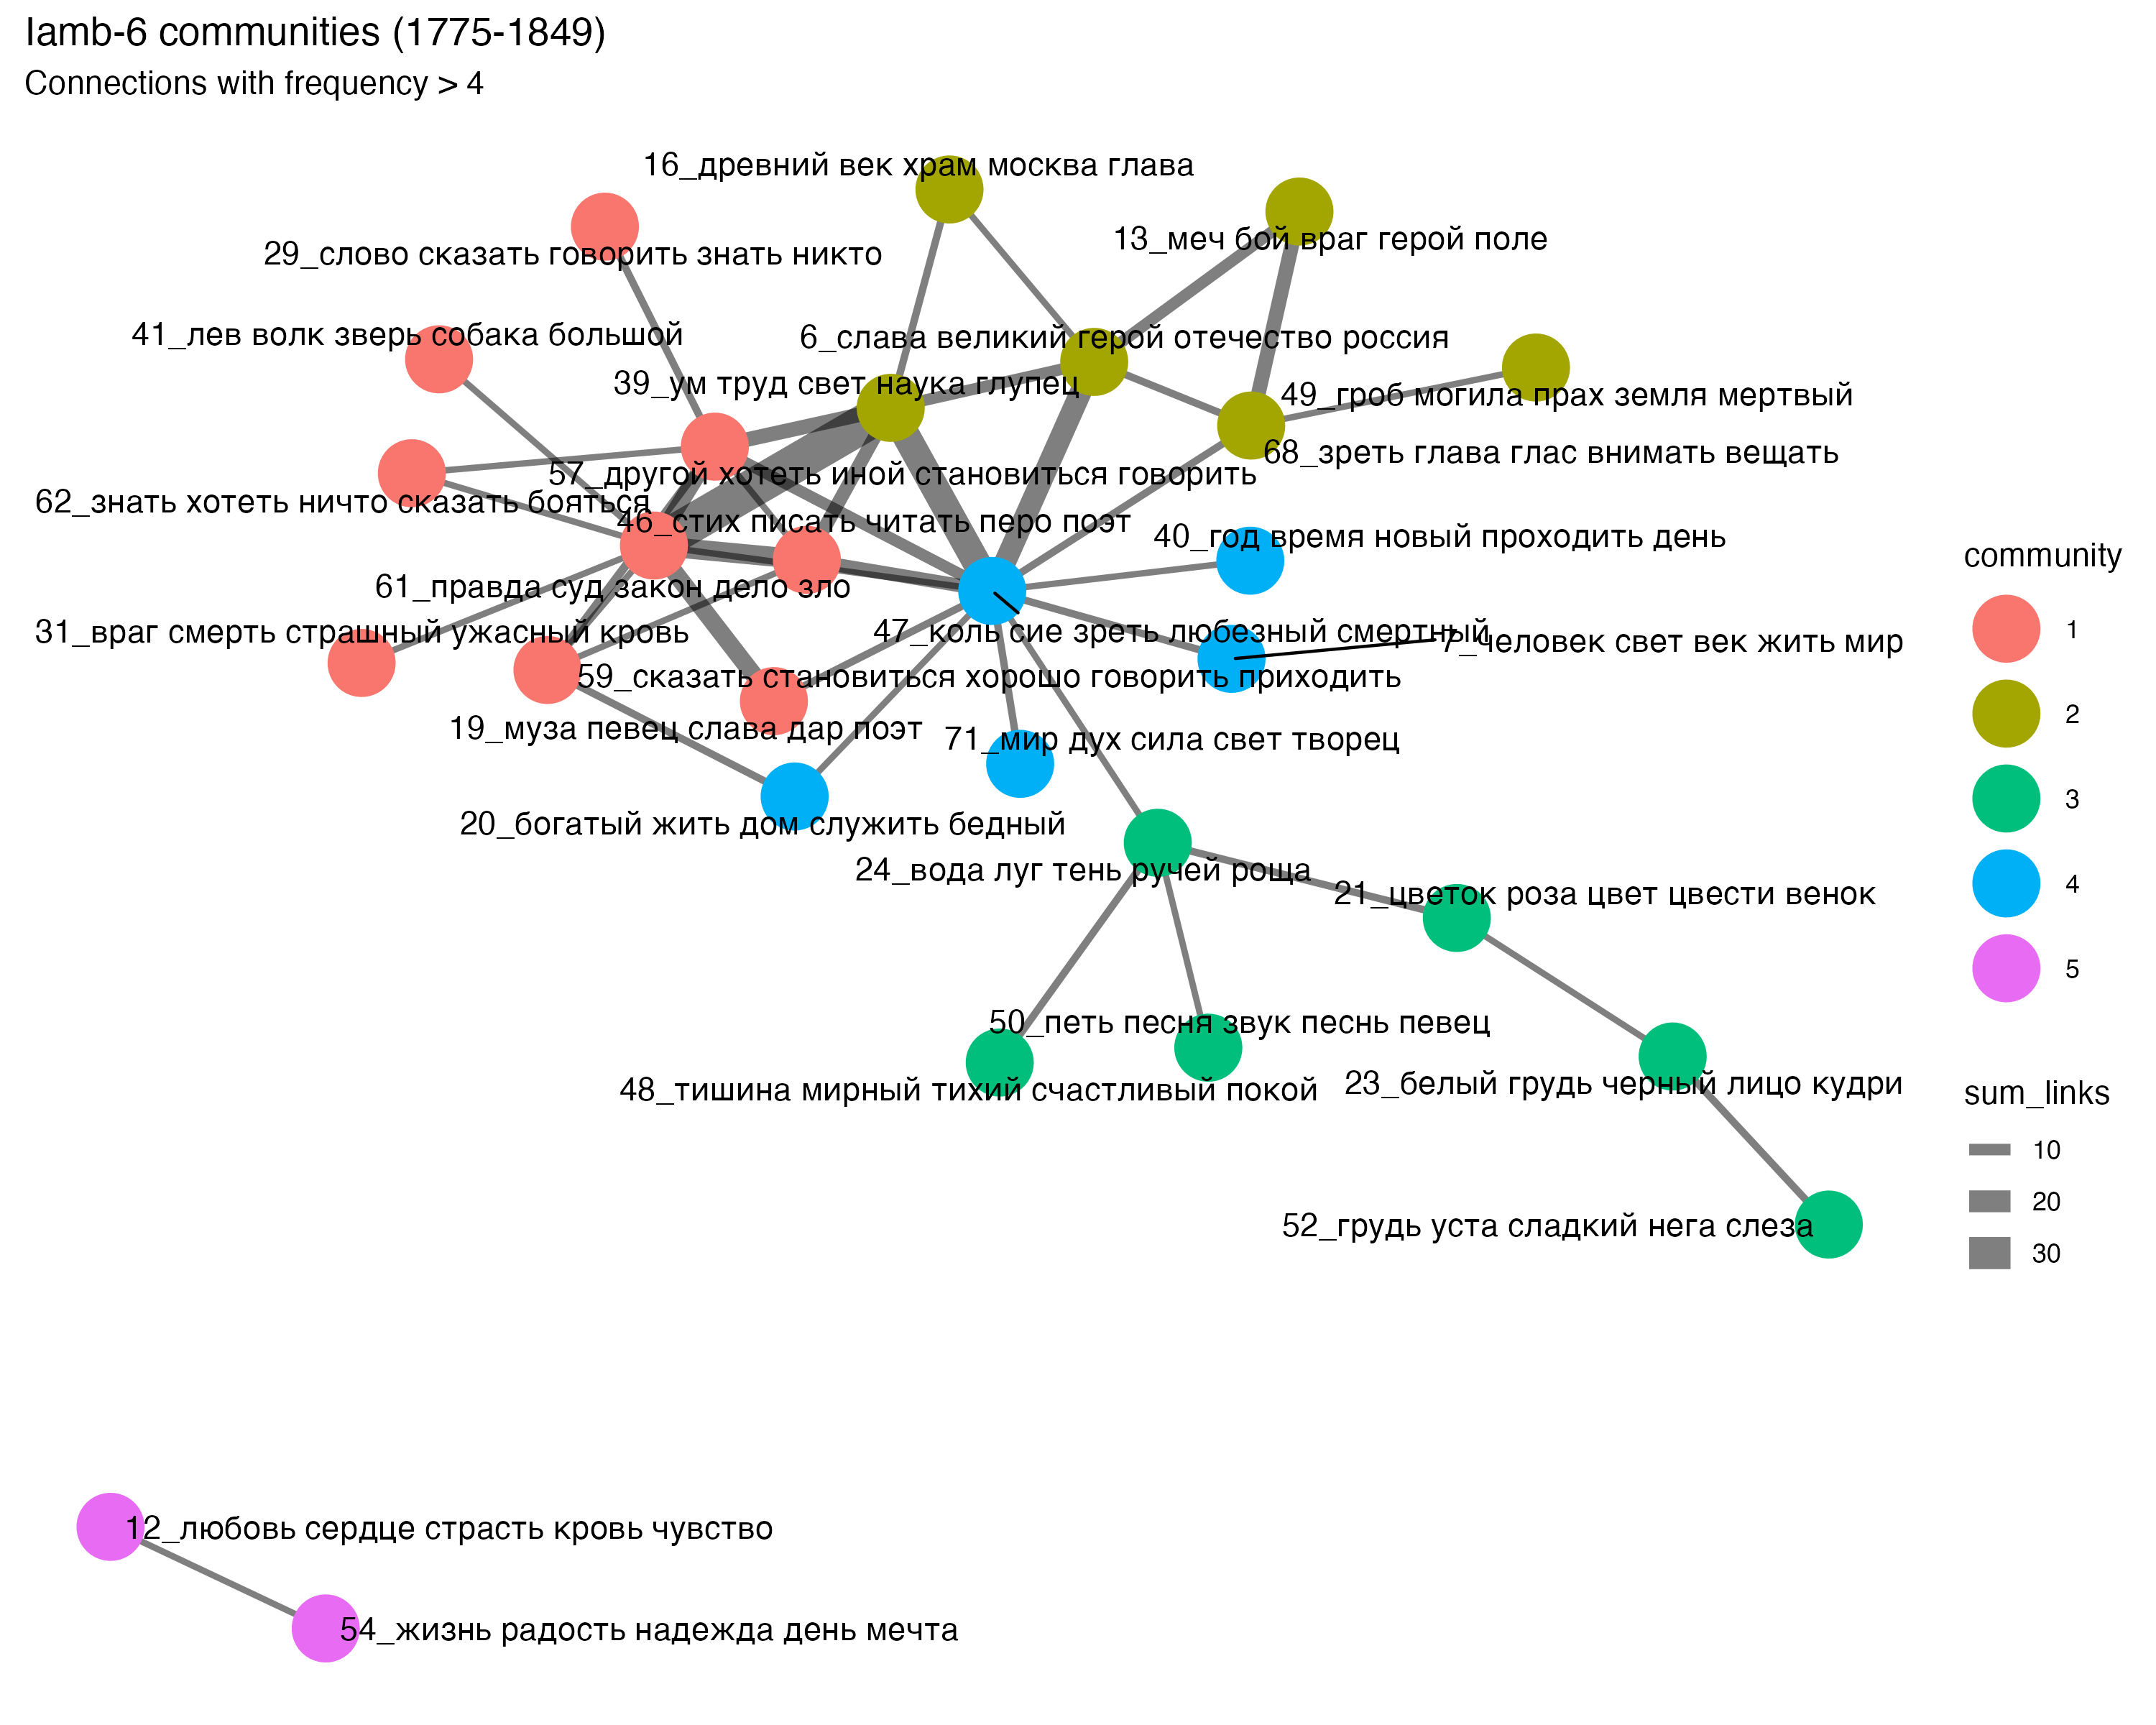 Iamb-6 communities (1775-1849)
Connections with frequency > 4
16_древний век храм москва глава
13_меч бой враг герой поле
29_слово сказать говорить знать никто
41_лев волк зверь собака большой
6_слава великий герой отечество россия
39_ум труд свет наука глупец
49_гроб могила прах земля мертвый
68_зреть глава глас внимать вещать
57_другой хотеть иной становиться говорить
62_знать хотеть ничто сказать бояться
46_стих писать читать перо поэт
40_год время новый проходить день
61_правда суд закон дело зло
31_враг смерть страшный ужасный кровь
47_коль сие зреть любезный смертный
7_человек свет век жить мир
59_сказать становиться хорошо говорить приходить
19_муза певец слава дар поэт
71_мир дух сила свет творец
20_богатый жить дом служить бедный
24_вода луг тень ручей роща
21_цветок роза цвет цвести венок
50_петь песня звук песнь певец
48_тишина мирный тихий счастливый покой
23_белый грудь черный лицо кудри
52_грудь уста сладкий нега слеза
12_любовь сердце страсть кровь чувство
54_жизнь радость надежда день мечта
community
1
2
3
4
5
sum_links
10
20
30